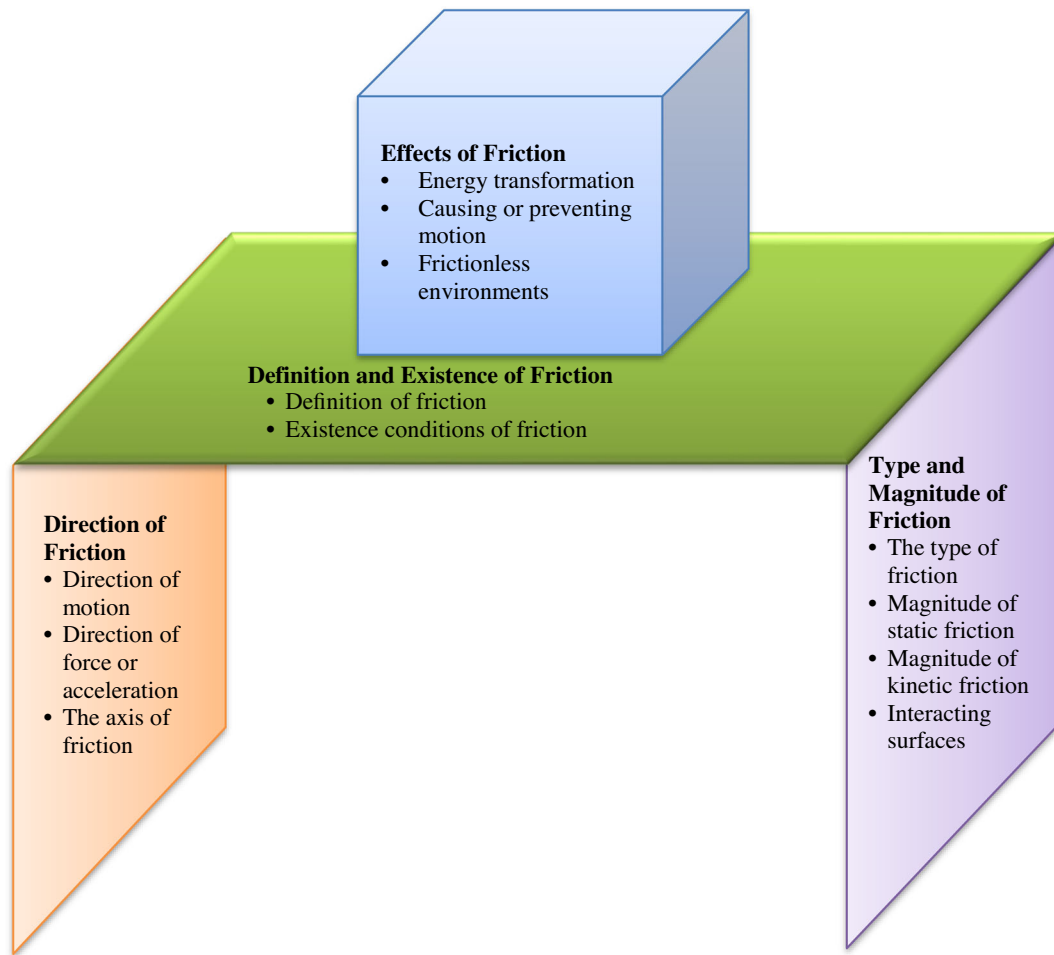 Effects of Friction
• Energy transformation
• Causing or preventing
motion
• Frictionless
environments
Definition and Existence of Friction
• Definition of friction
• Existence conditions of friction
Direction of
Friction
• Direction of
motion
• Direction of
force or
acceleration
• The axis of
friction
Type and
Magnitude of
Friction
• The type of
friction
• Magnitude of
static friction
• Magnitude of
kinetic friction
• Interacting
surfaces